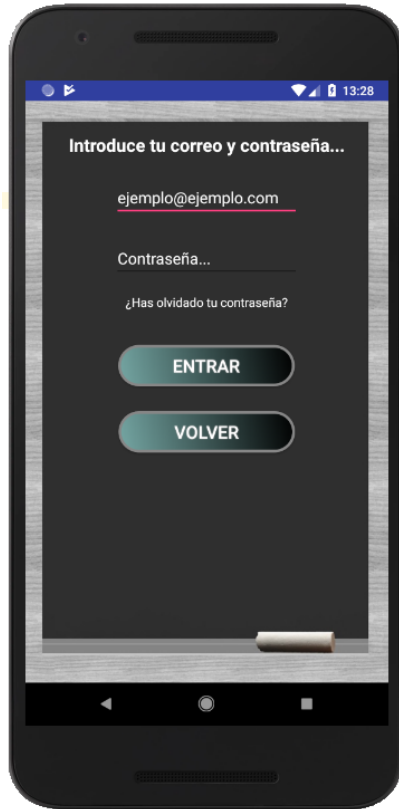 13:28
Introduce tu correo y contraseña...
ejemplo@ejemplo.com
Contraseña...
¿Has olvidado tu contraseña?
ENTRAR
VOLVER